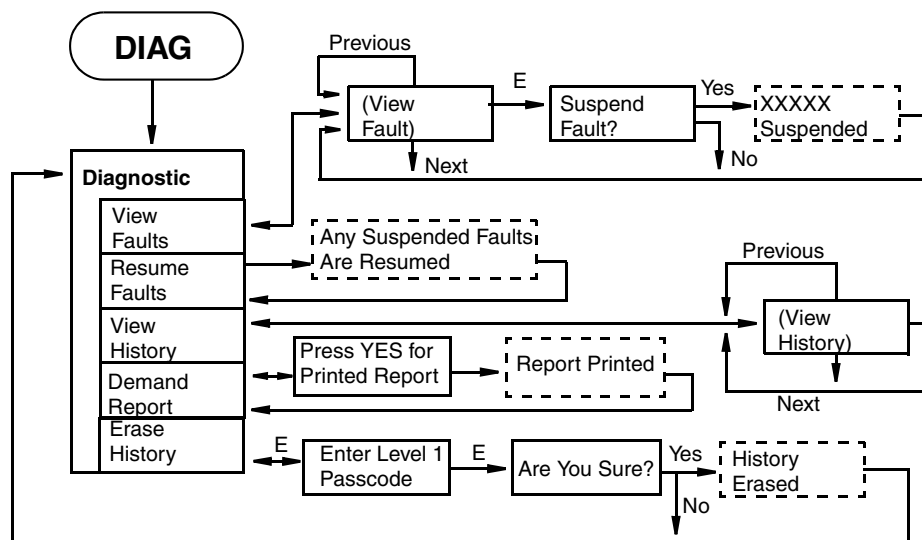 DIAG
Previous
(View
Fault)
E
Suspend
Fault?
Yes
XXXXX
Suspended
No
Next
Diagnostic
View
Faults
Any Suspended Faults
Are Resumed
Resume
Faults
Previous
View
History
(View
History)
Press YES for
Printed Report
Report Printed
Demand
Report
Next
Erase
History
E
Enter Level 1
Passcode
E
Are You Sure?
Yes
History
Erased
No